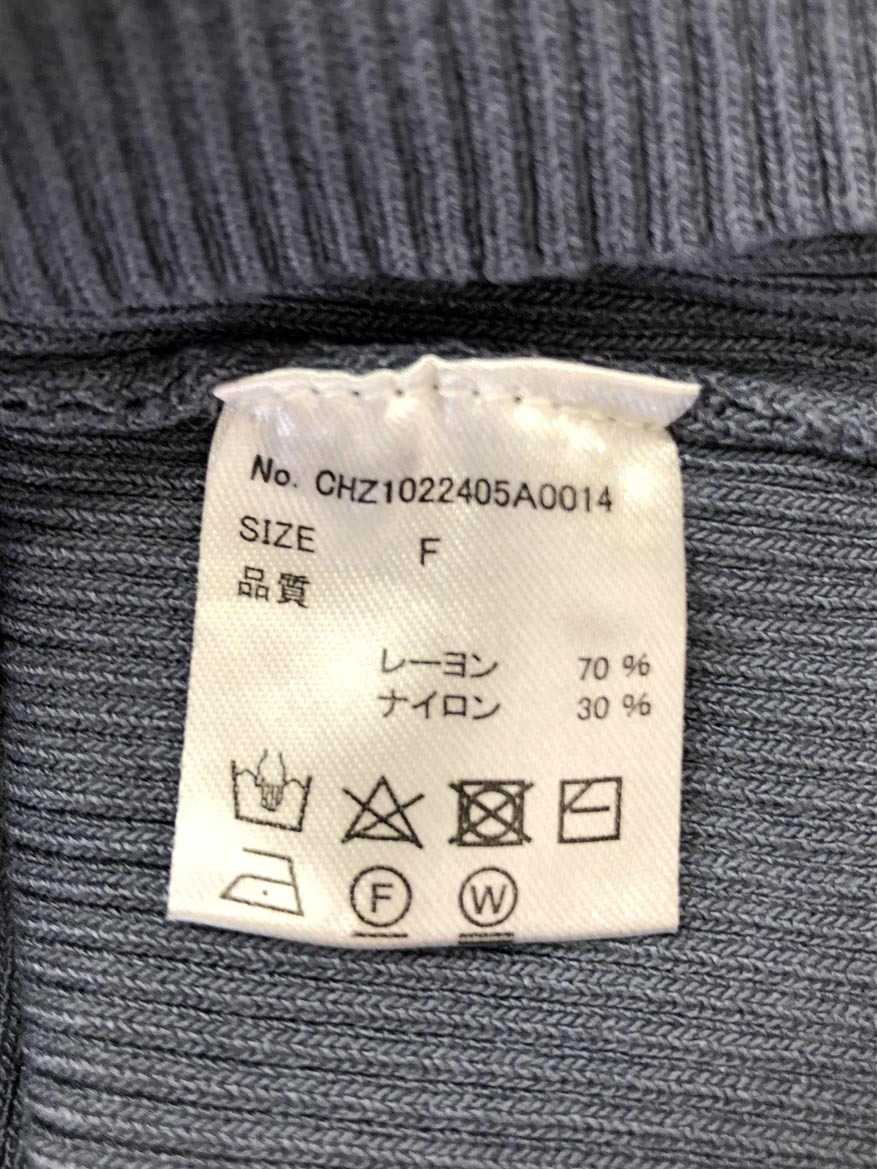 No. CHZ1022405A0014
SIZE F
品質
レーヨン 70 %
ナイロン 30 %
F W